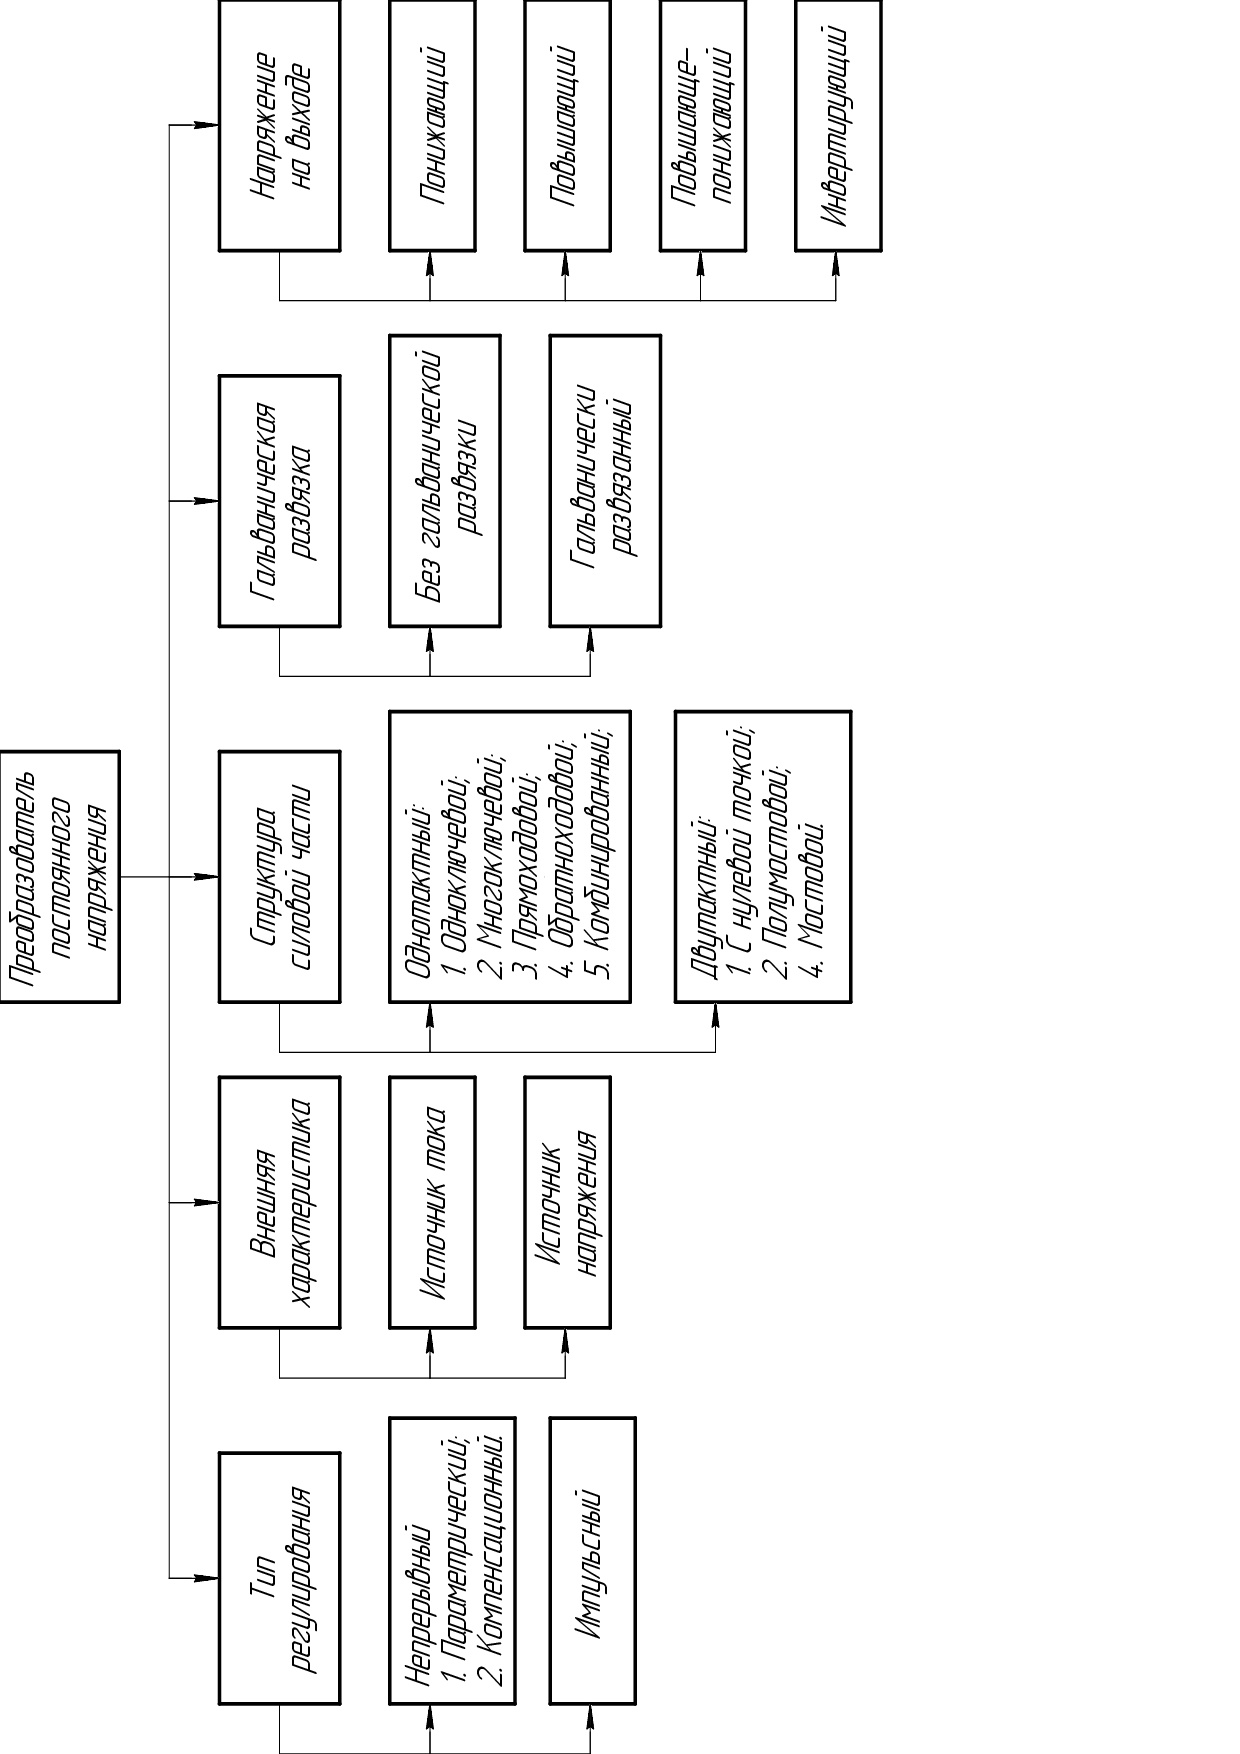 Преобразователь
постоянного
напряжения
Тип
регулирования
Непрерывный
1. Параметрический;
2. Компенсационный.
Импульсный
Внешняя
характеристика
Источник тока
Источник
напряжения
Структура
силовой части
Однотактный:
1. Одноключевой;
2. Многоключевой;
3. Прямоходовой;
4. Обратноходовой;
5. Комбинированный;
Двутактный:
1. С нулевой точкой;
2. Полумостовой;
4. Мостовой.
Гальваническая
развязка
Без гальванической
развязки
Гальванически
развязанный
Напряжение
на выходе
Понижающий
Повышающий
Повышающе-
понижающий
Инвертирующий